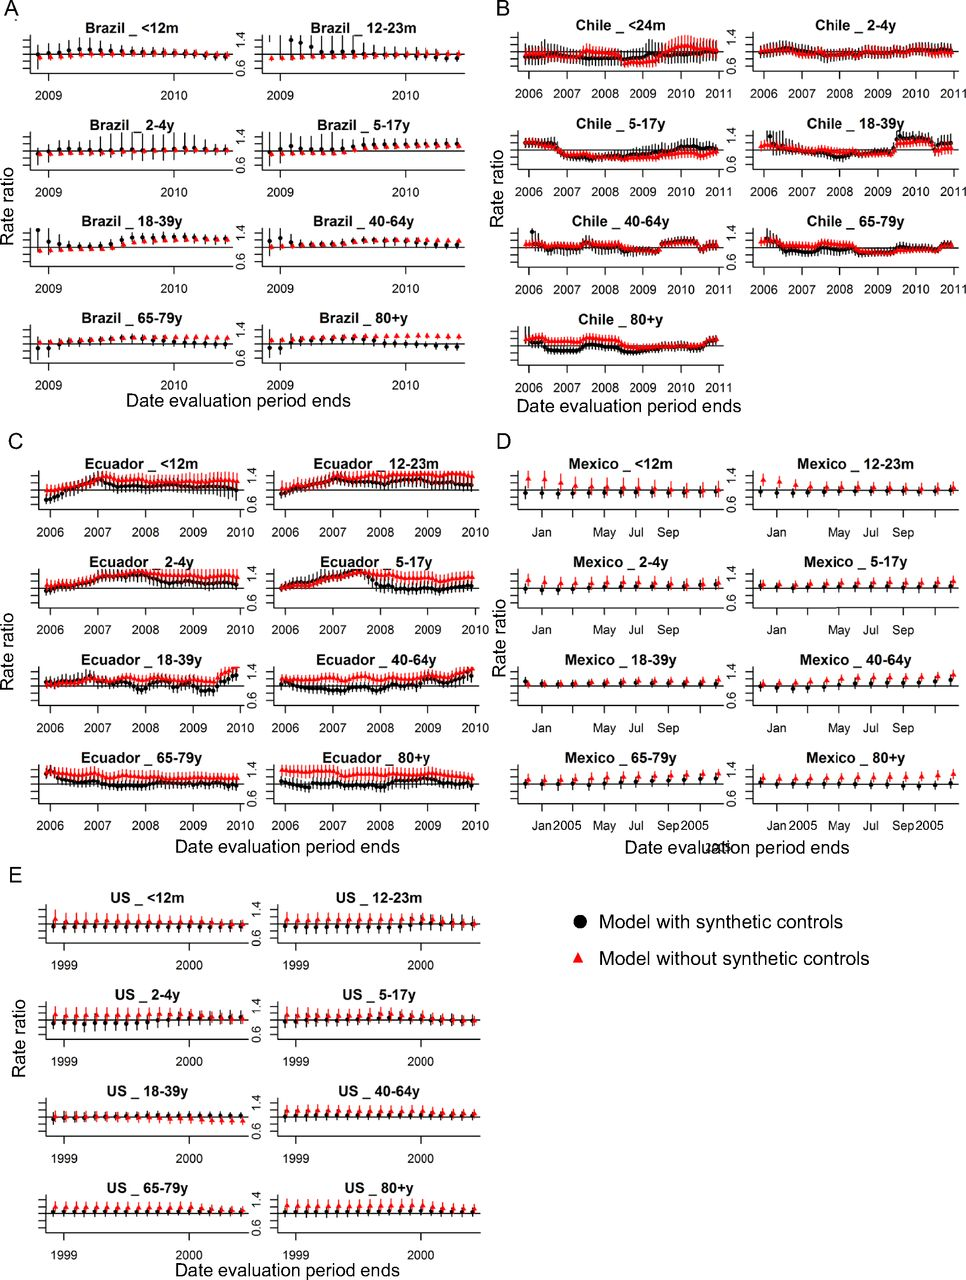 A
Brazil _ <12m
Brazil _ 12-23m
0.6 1.4
2009 2010
2009 2010
Brazil _ 2-4y
Brazil _ 5-17y
0.6 1.4
2009 2010
2009 2010
Brazil _ 18-39y
Brazil _ 40-64y
0.6 1.4
2009 2010
2009 2010
Brazil _ 65-79y
Brazil _ 80+y
0.6 1.4
2009 2010
2009 2010
Rate ratio
Date evaluation period ends
B
Chile _ <24m
Chile _ 2-4y
0.6 1.4
2006 2007 2008 2009 2010 2011
2006 2007 2008 2009 2010 2011
Chile _ 5-17y
Chile _ 18-39y
0.6 1.4
2006 2007 2008 2009 2010 2011
2006 2007 2008 2009 2010 2011
Chile _ 40-64y
Chile _ 65-79y
0.6 1.4
2006 2007 2008 2009 2010 2011
2006 2007 2008 2009 2010 2011
Chile _ 80+y
0.6 1.4
2006 2007 2008 2009 2010 2011
Rate ratio
Date evaluation period ends
C
Ecuador _ <12m
Ecuador _ 12-23m
0.6 1.4
2006 2007 2008 2009 2010
2006 2007 2008 2009 2010
Ecuador _ 2-4y
Ecuador _ 5-17y
0.6 1.4
2006 2007 2008 2009 2010
2006 2007 2008 2009 2010
Ecuador _ 18-39y
Ecuador _ 40-64y
0.6 1.4
2006 2007 2008 2009 2010
2006 2007 2008 2009 2010
Ecuador _ 65-79y
Ecuador _ 80+y
0.6 1.4
2006 2007 2008 2009 2010
2006 2007 2008 2009 2010
Rate ratio
Date evaluation period ends
D
Mexico _ <12m
Mexico _ 12-23m
0.6 1.4
Jan May Jul Sep
Jan May Jul Sep
Mexico _ 2-4y
Mexico _ 5-17y
0.6 1.4
Jan May Jul Sep
Jan May Jul Sep
Mexico _ 18-39y
Mexico _ 40-64y
0.6 1.4
Jan May Jul Sep
Jan May Jul Sep
Mexico _ 65-79y
Mexico _ 80+y
0.6 1.4
Jan 2005 May Jul Sep 2005
Jan 2005 May Jul Sep 2005
Rate ratio
Date evaluation period ends
E
US _ <12m
US _ 12-23m
0.6 1.4
1999 2000
1999 2000
US _ 2-4y
US _ 5-17y
0.6 1.4
1999 2000
1999 2000
US _ 18-39y
US _ 40-64y
0.6 1.4
1999 2000
1999 2000
US _ 65-79y
US _ 80+y
0.6 1.4
1999 2000
1999 2000
Rate ratio
Date evaluation period ends
Model with synthetic controls
Model without synthetic controls